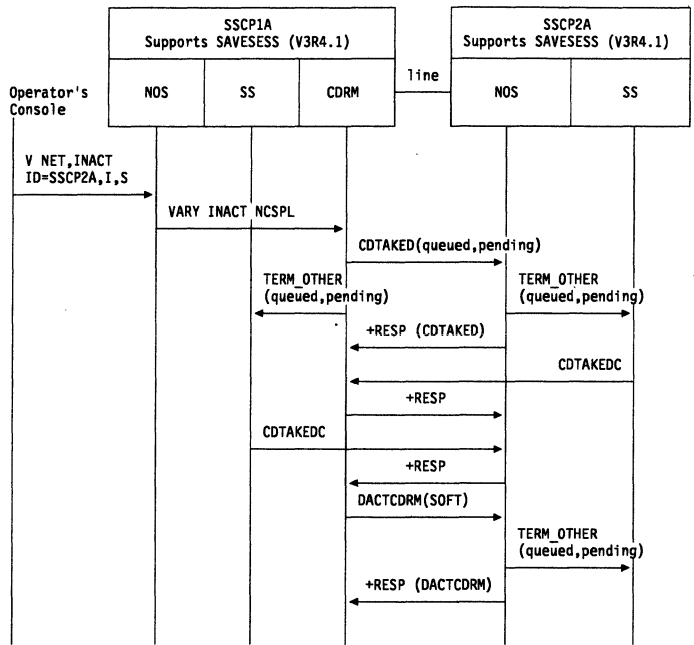 SSCP1A
Supports SAVESESS (V3R4.1)
SSCP2A
Supports SAVESESS (V3R4.1)
Operator's
Console
NOS
SS
CDRM
line
NOS
SS
V NET,INACT
ID=SSCP2A,I,S
VARY INACT NCSPL
CDTAKED(queued,pending)
TERM_OTHER
(queued,pending)
TERM_OTHER
(queued,pending)
+RESP (CDTAKED)
CDTAKEDC
+RESP
CDTAKEDC
+RESP
DACTCDRM(SOFT)
TERM_OTHER
(queued,pending)
+RESP (DACTCDRM)